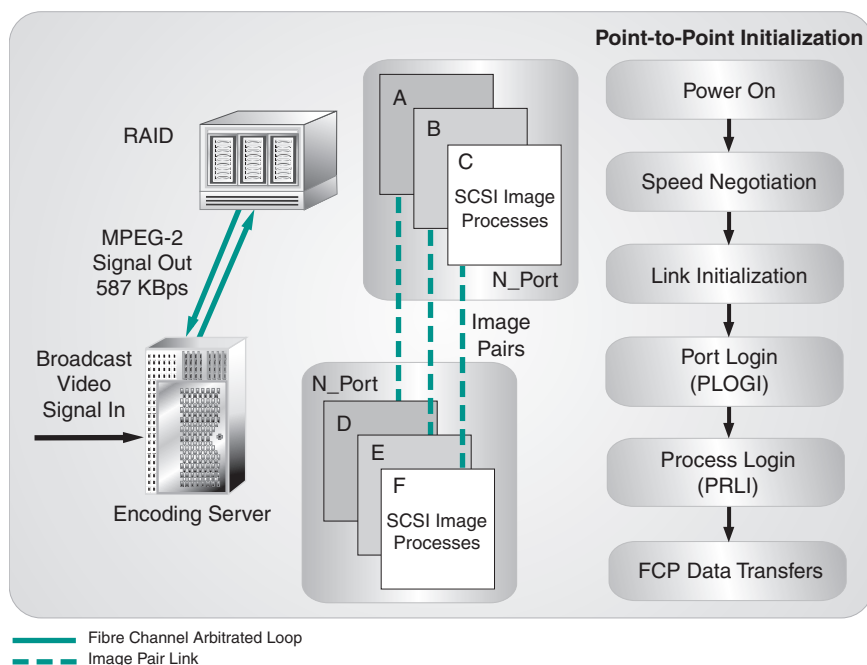 Point-to-Point Initialization
RAID
MPEG-2
Signal Out
587 KBps
Broadcast
Video
Signal In
Encoding Server
A
B
C
SCSI Image
Processes
N_Port
Image
Pairs
N_Port
D
E
F
SCSI Image
Processes
Power On
Speed Negotiation
Link Initialization
Port Login
(PLOGI)
Process Login
(PRLI)
FCP Data Transfers
Fibre Channel Arbitrated Loop
Image Pair Link